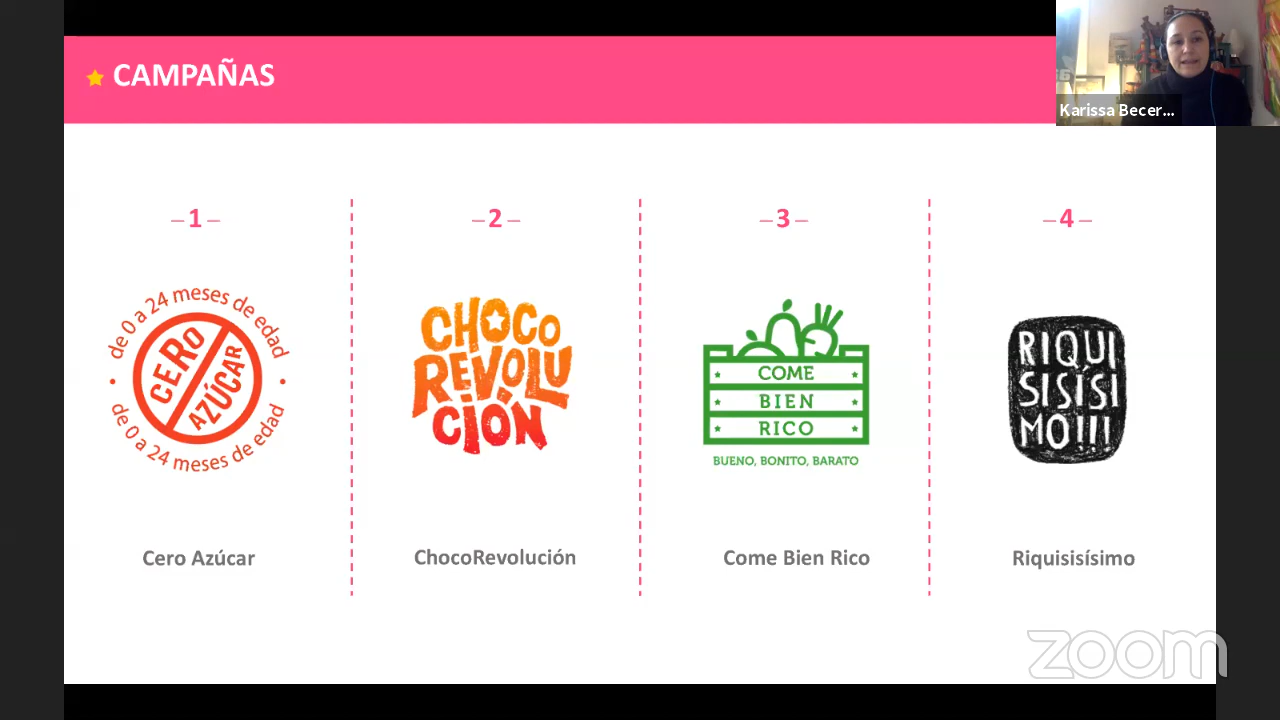 CAMPAÑAS
Karissa Becer...
1
2
3
4
de 0 a 24 meses de edad
CERO
AZÚCAR
de 0 a 24 meses de edad
CHOCO
REVOLU
CIÓN
COME
BIEN
RICO
BUENO, BONITO, BARATO
RIQUI
SISÍSI
MO!!!
Cero Azúcar
ChocoRevolución
Come Bien Rico
Riquisisísimo
zoom